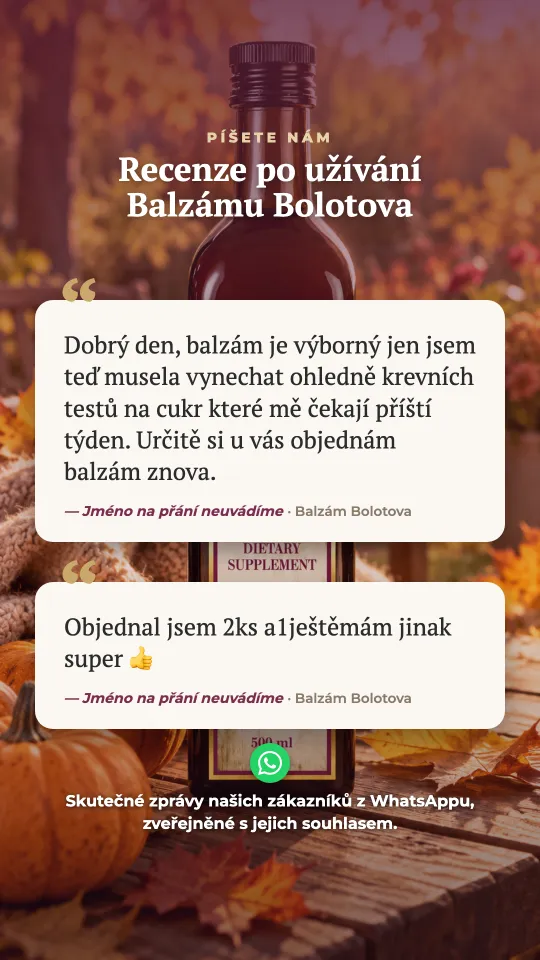 PÍŠETE NÁM
Recenze po užívání
Balzámu Bolotova
“
Dobrý den, balzám je výborný jen jsem
teď musela vynechat ohledně krevních
testů na cukr které mě čekají příští
týden. Určitě si u vás objednám
balzám znova.
— Jméno na přání neuvádíme · Balzám Bolotova
DIETARY
SUPPLEMENT
“
Objednal jsem 2ks a1ještěmám jinak
super 👍
— Jméno na přání neuvádíme · Balzám Bolotova
500 ml
Skutečné zprávy našich zákazníků z WhatsAppu,
zveřejněné s jejich souhlasem.